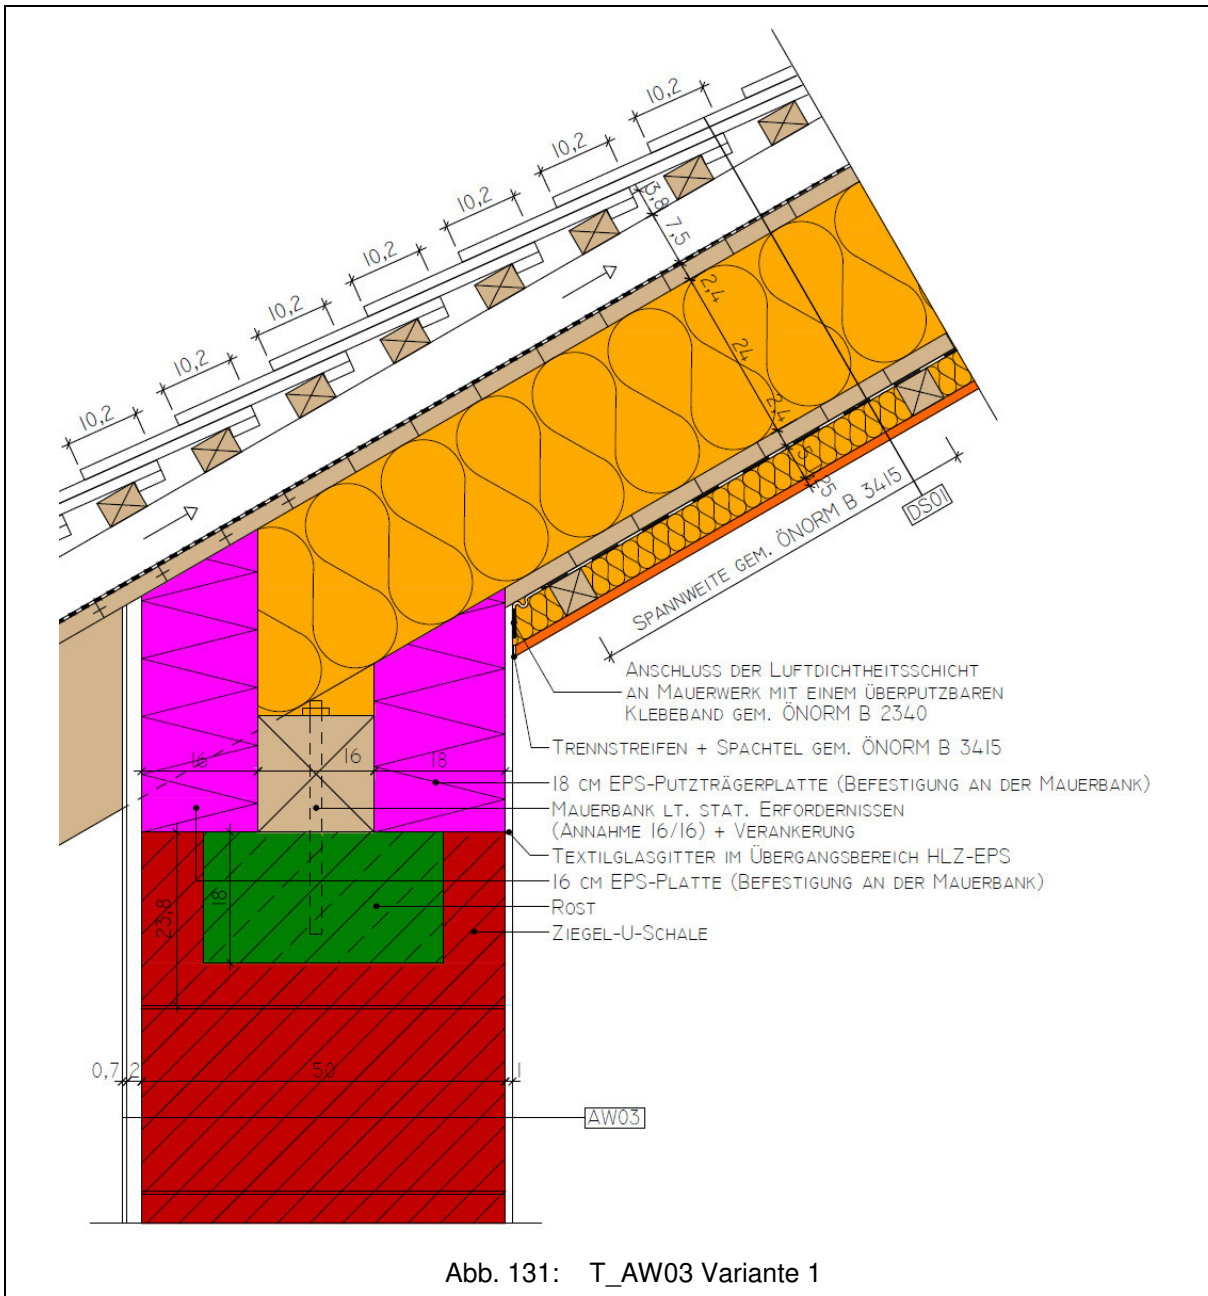 10,2
10,2
10,2
10,2
10,2
10,2
10,2
3,8
7,5
2,4
24
2,4
5
DS01
SPANNWEITE GEM. ÖNORM B 3415
ANSCHLUSS DER LUFTDICHTHEITSSCHICHT
AN MAUERWERK MIT EINEM ÜBERPUTZBAREN
KLEBEBAND GEM. ÖNORM B 2340
TRENNSTREIFEN + SPACHTEL GEM. ÖNORM B 3415
16
16
18
18 CM EPS-PUTZTRÄGERPLATTE (BEFESTIGUNG AN DER MAUERBANK)
MAUERBANK LT. STAT. ERFORDERNISSEN
(ANNAHME 16/16) + VERANKERUNG
TEXTILGLASGITTER IM ÜBERGANGSBEREICH HLZ-EPS
16 CM EPS-PLATTE (BEFESTIGUNG AN DER MAUERBANK)
ROST
ZIEGEL-U-SCHALE
23,8
18
0,7
2
50
1
AW03
Abb. 131: T_AW03 Variante 1